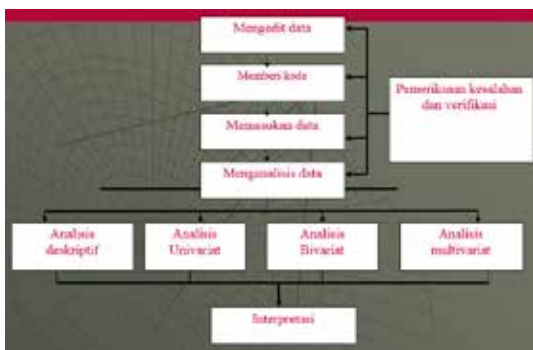 Mengedit data
Memberi kode
Memasukan data
Menganalisis data
Pemeriksaan kesalahan
dan verifikasi
Analisis
deskriptif
Analisis
Univariat
Analisis
Bivariat
Analisis
multivariat
Interpretasi